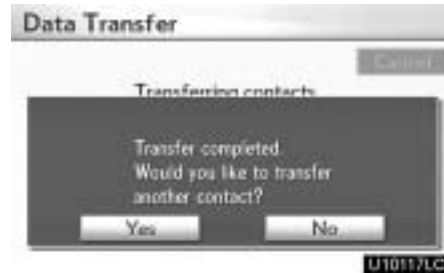 Data Transfer
Cancel
Transferring contacts
Transfer completed.
Would you like to transfer
another contact?
Yes
No
U10117LC